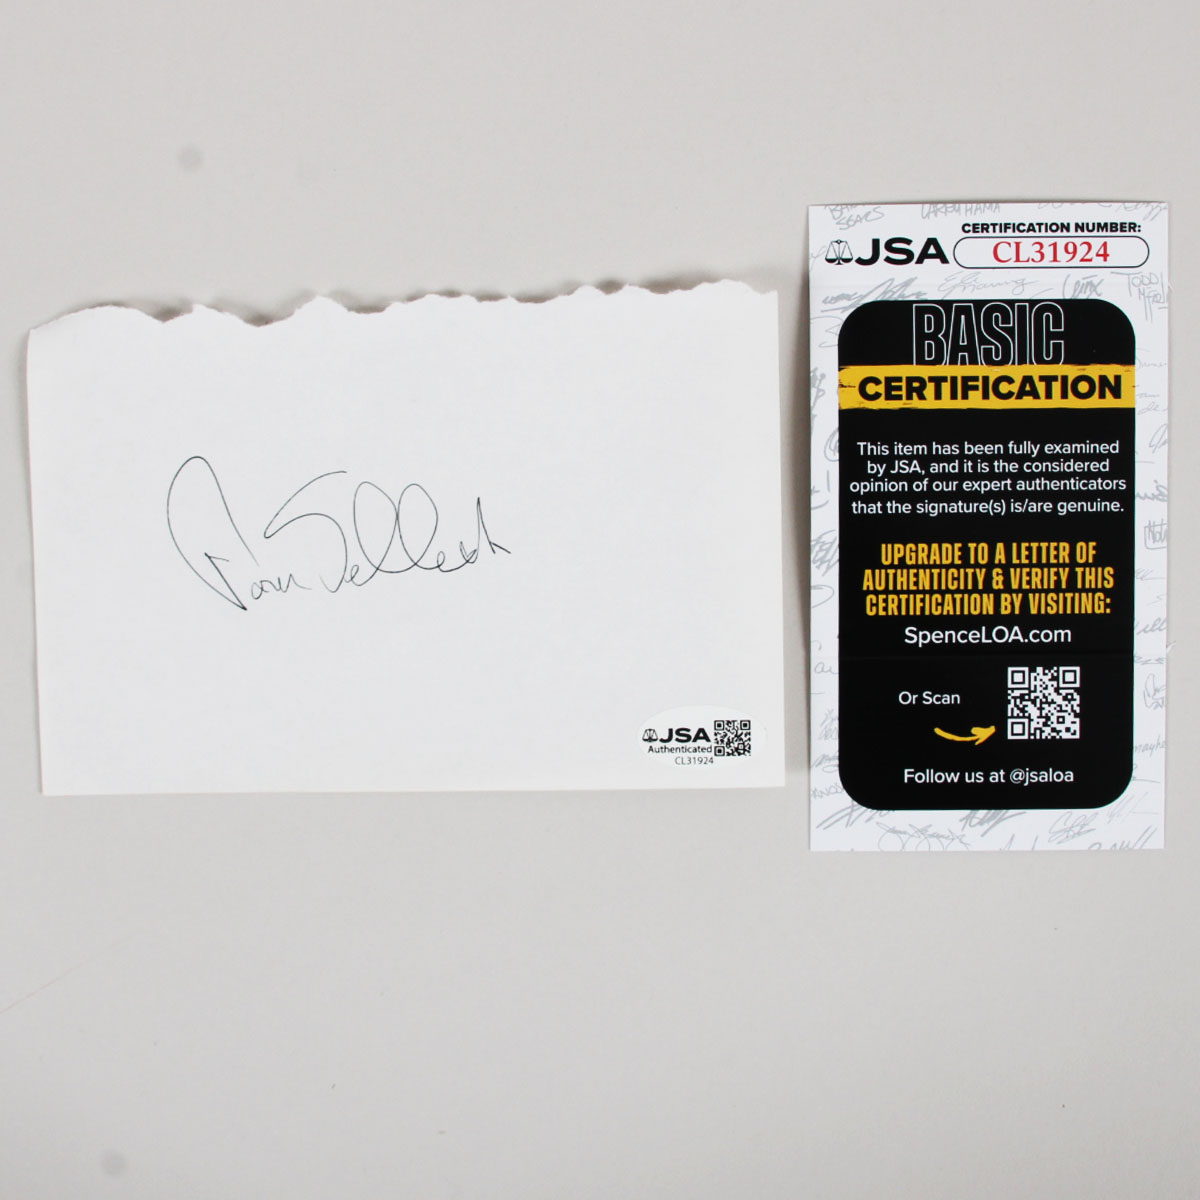 Tom Selleck
JSA
Authenticated
CL31924
JSA
CERTIFICATION NUMBER:
CL31924
BASIC
CERTIFICATION
This item has been fully examined
by JSA, and it is the considered
opinion of our expert authenticators
that the signature(s) is/are genuine.
UPGRADE TO A LETTER OF
AUTHENTICITY & VERIFY THIS
CERTIFICATION BY VISITING:
SpenceLOA.com
Or Scan
Follow us at @jsaloa